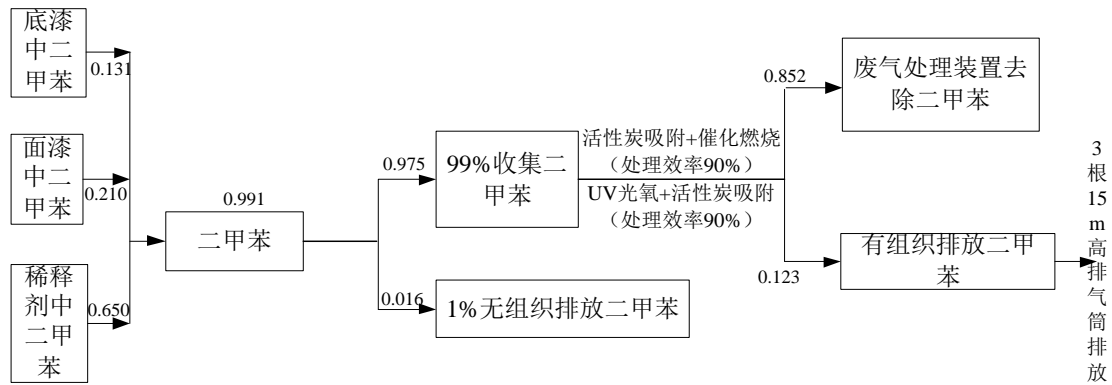 底漆
中二
甲苯
0.131
面漆
中二
甲苯
0.210
稀释
剂中
二甲
苯
0.650
0.991
二甲苯
0.975
99%收集二
甲苯
0.016
1%无组织排放二甲苯
活性炭吸附+催化燃烧
（处理效率90%）
UV光氧+活性炭吸附
（处理效率90%）
0.852
废气处理装置去
除二甲苯
0.123
有组织排放二甲
苯
3
根
15
m
高
排
气
筒
排
放